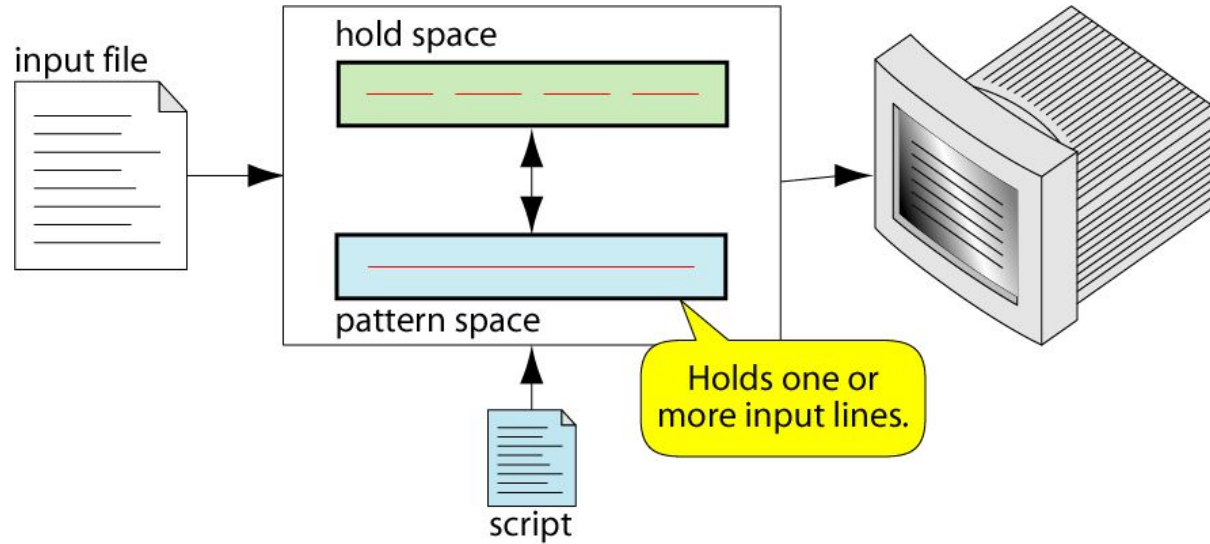 hold space
input file
pattern space
Holds one or
more input lines.
script